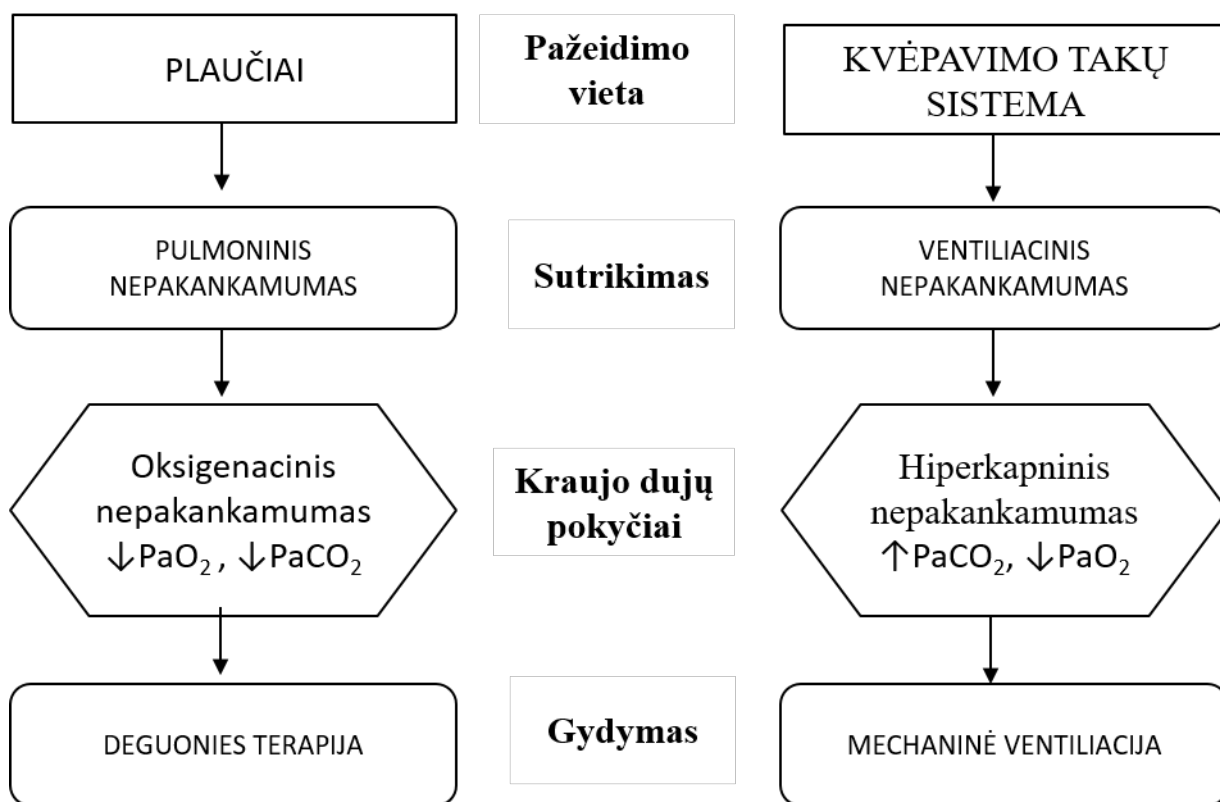 PLAUČIAI
Pažeidimo
vieta
KVĖPAVIMO TAKŲ
SISTEMA
PULMONINIS
NEPAKANKAMUMAS
Sutrikimas
VENTILIACINIS
NEPAKANKAMUMAS
Oksigenacinis
nepakankamumas
↓PaO₂ , ↓PaCO₂
Kraujo dujų
pokyčiai
Hiperkapninis
nepakankamumas
↑PaCO₂, ↓PaO₂
DEGUONIES TERAPIJA
Gydymas
MECHANINĖ VENTILIACIJA